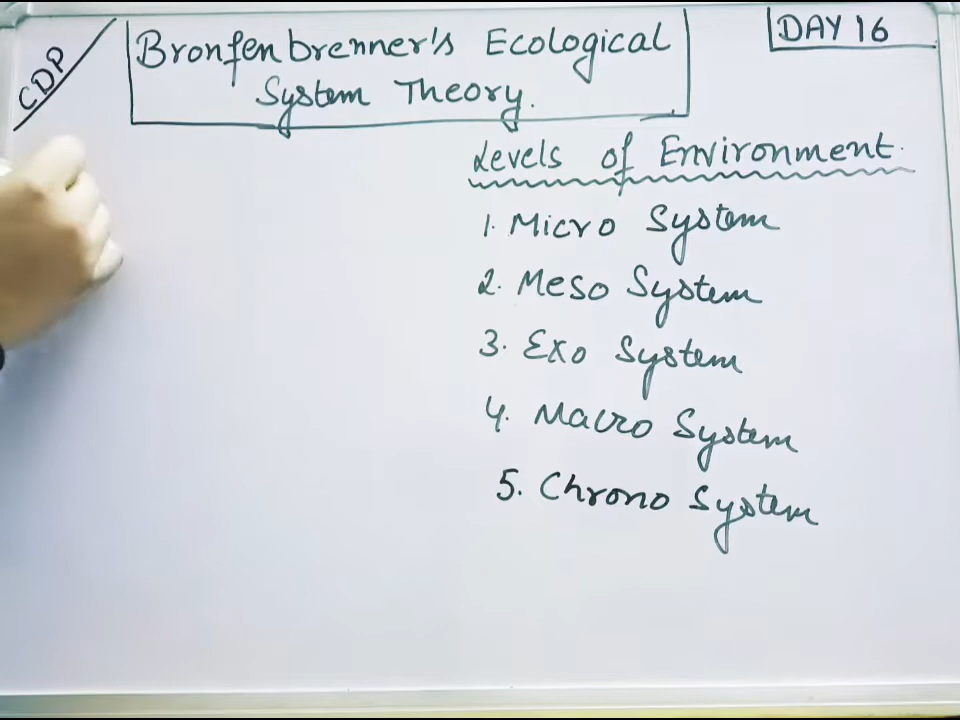 CDP
Bronfenbrenner's Ecological
System Theory.
DAY 16
Levels of Environment.
1. Micro System
2. Meso System
3. Exo System
4. Macro System
5. Chrono System